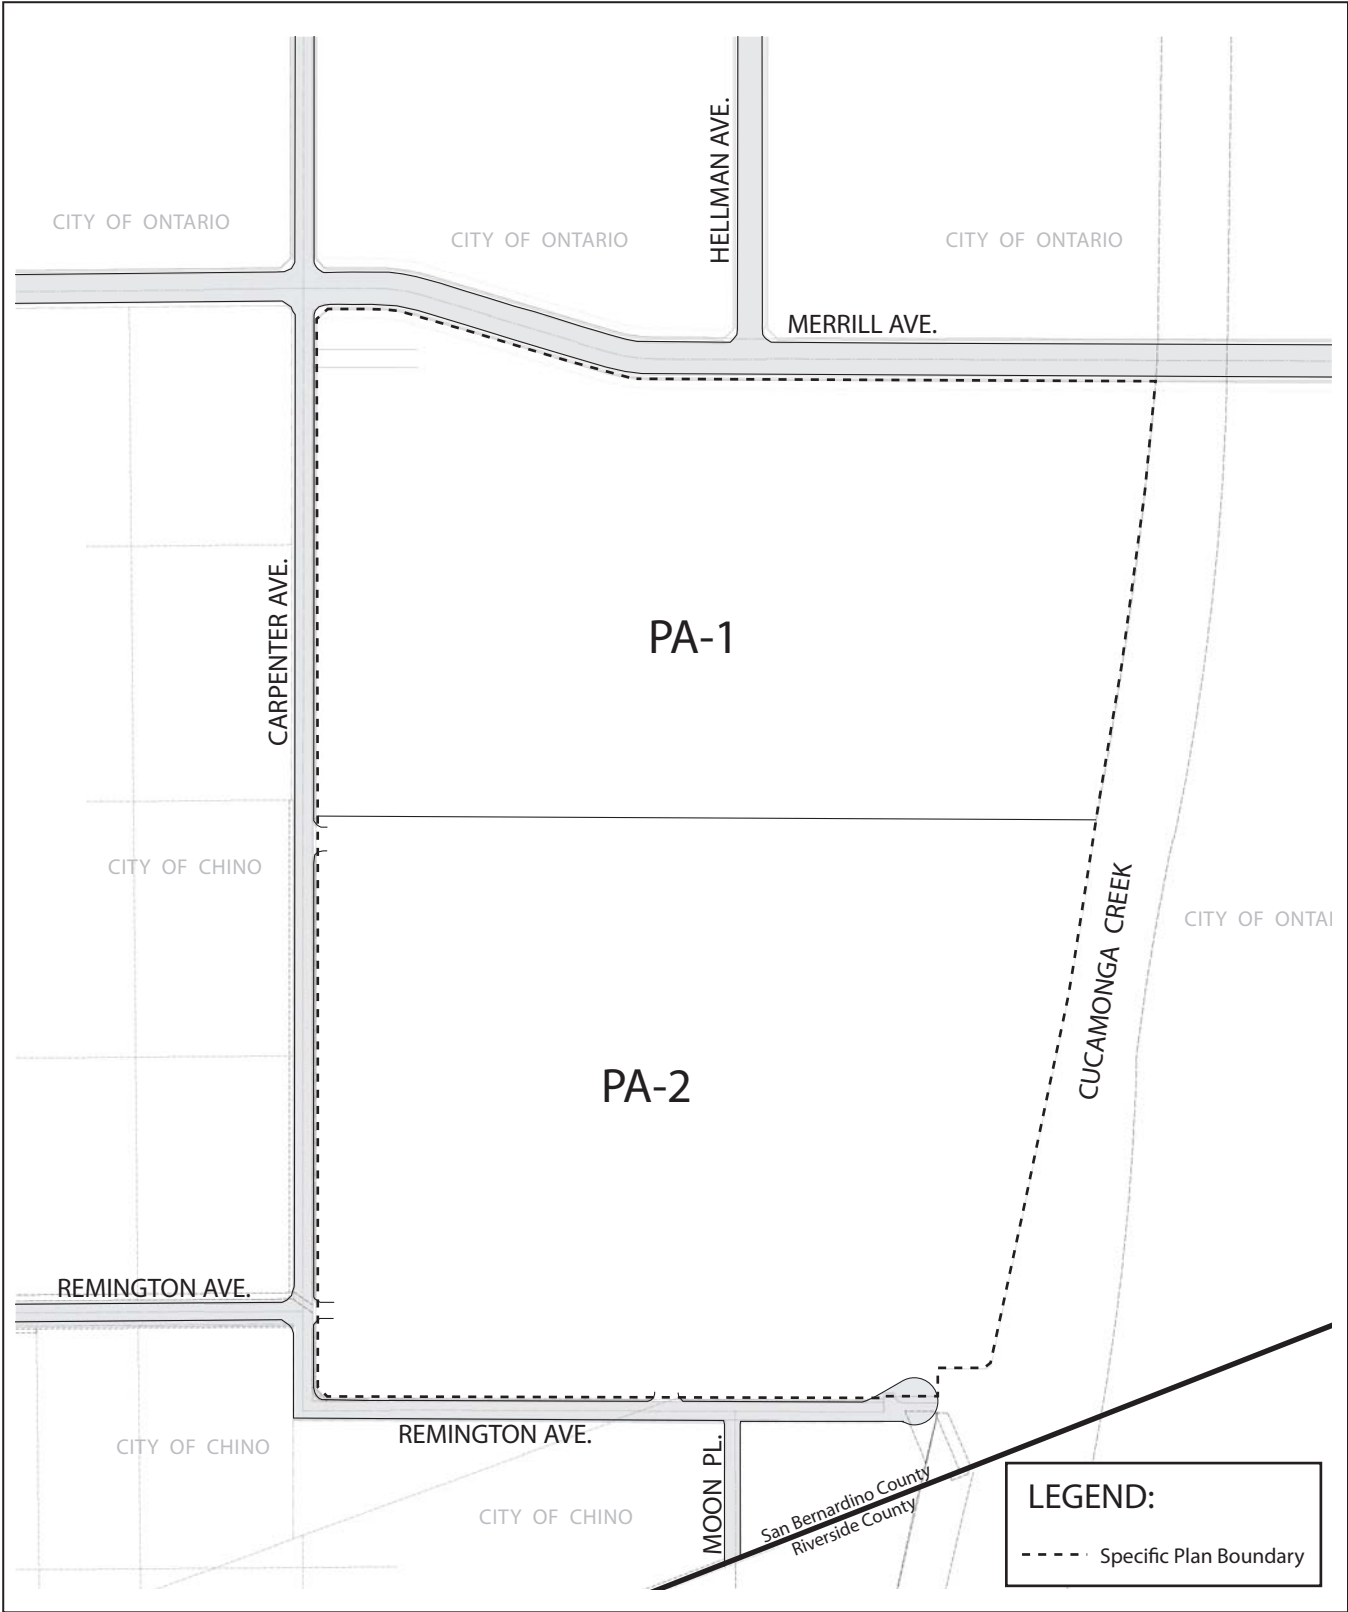 HELLMAN AVE.
CITY OF ONTARIO
CITY OF ONTARIO
CITY OF ONTARIO
MERRILL AVE.
CARPENTER AVE.
PA-1
CITY OF CHINO
CUCAMONGA CREEK
CITY OF ONTAI
PA-2
REMINGTON AVE.
REMINGTON AVE.
CITY OF CHINO
MOON PL.
CITY OF CHINO
San Bernardino County
Riverside County
LEGEND:
Specific Plan Boundary